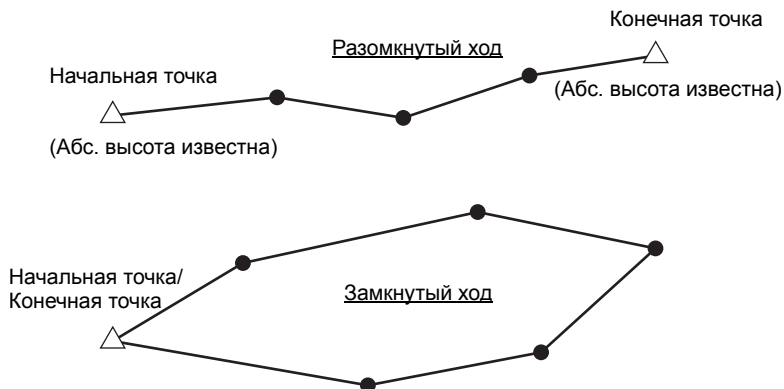 Конечная точка
Разомкнутый ход
Начальная точка
(Абс. высота известна)
(Абс. высота известна)
Начальная точка/
Конечная точка
Замкнутый ход